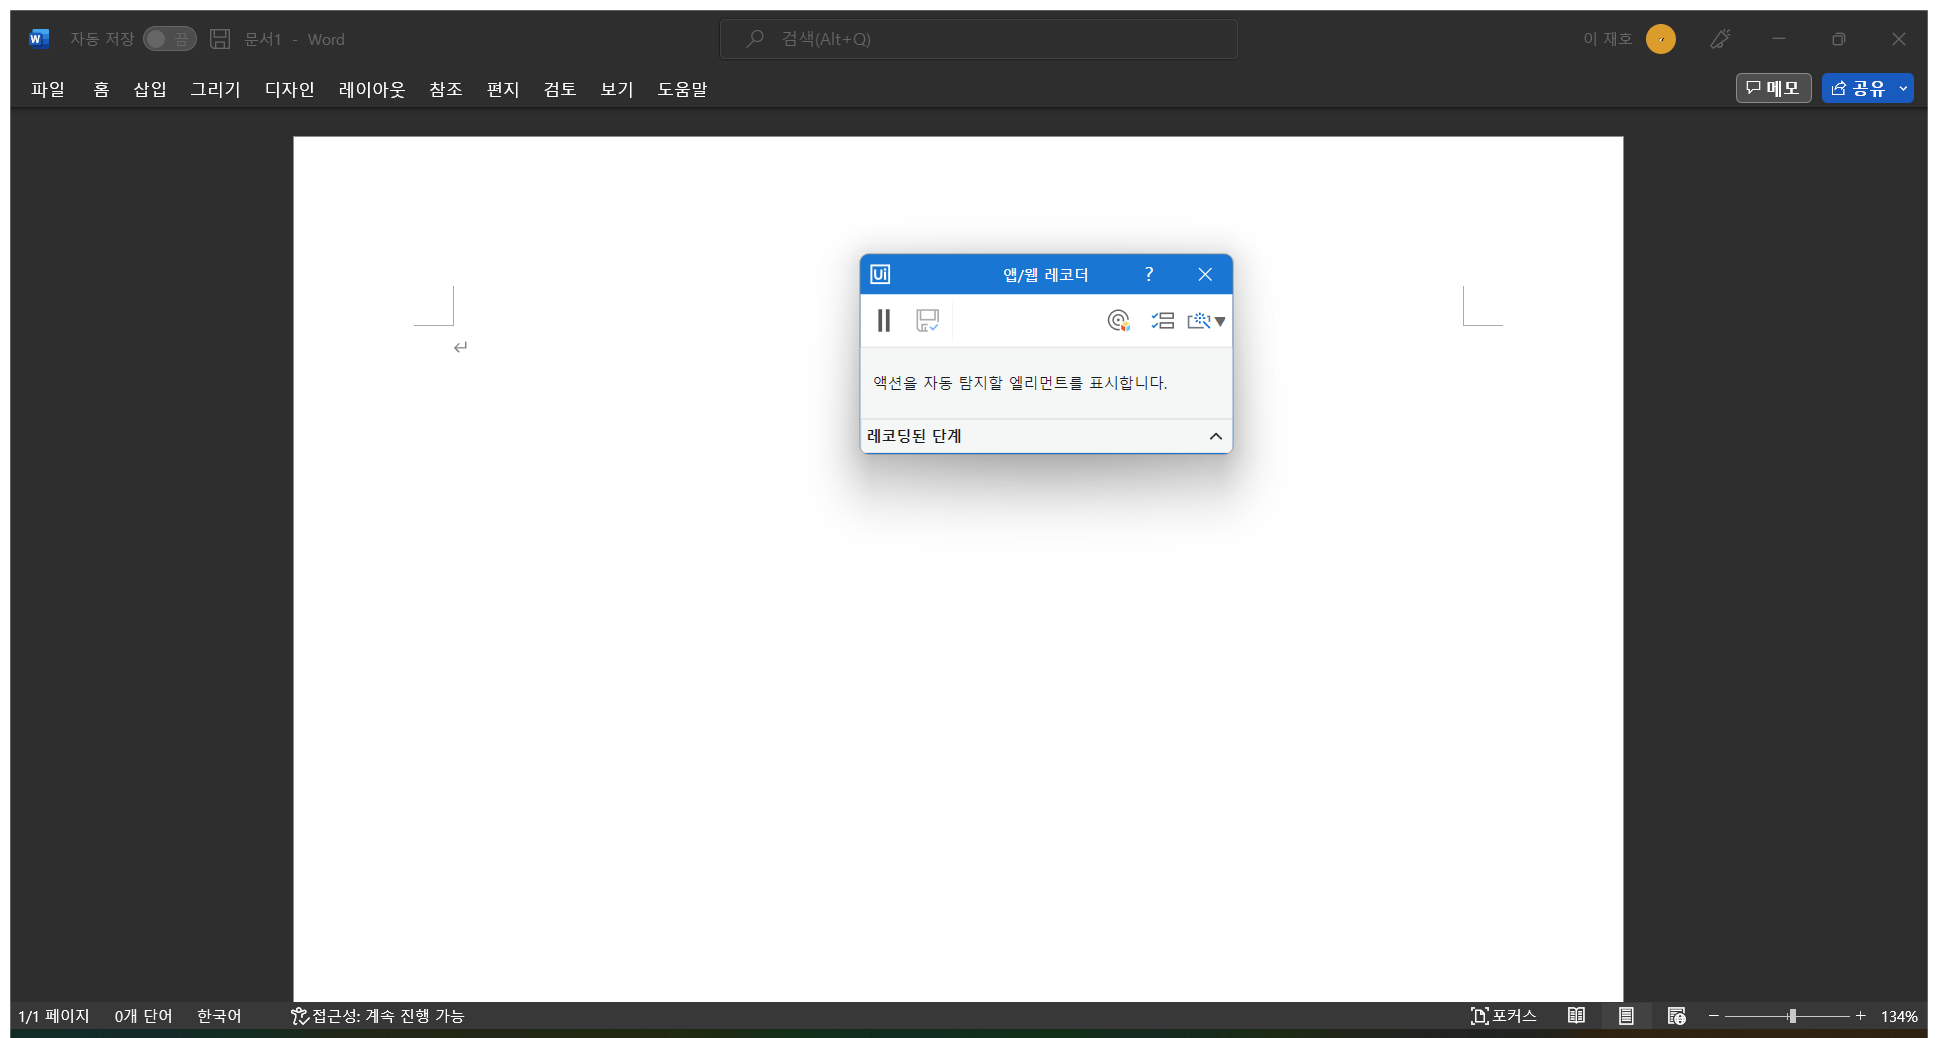 자동 저장 끔 문서1 - Word 검색(Alt+Q) 이 재호
파일 홈 삽입 그리기 디자인 레이아웃 참조 편지 검토 보기 도움말 메모 공유
Ui 앱/웹 레코더 ?
액션을 자동 탐지할 엘리먼트를 표시합니다.
레코딩된 단계
1/1 페이지 0개 단어 한국어 접근성: 계속 진행 가능 포커스 134%